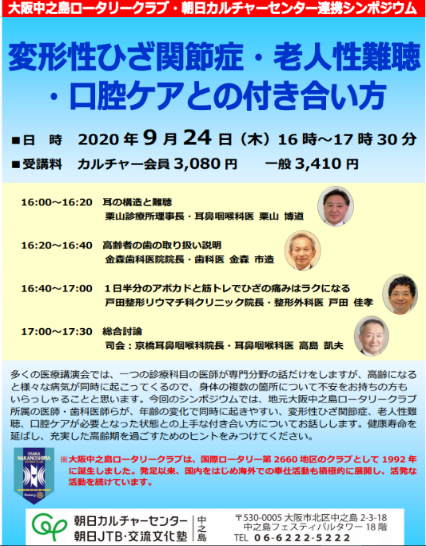 大阪中之島ロータリークラブ・朝日カルチャーセンター連携シンポジウム
変形性ひざ関節症・老人性難聴
・口腔ケアとの付き合い方
■日　時　2020年9月24日（木）16時～17時30分
■受講料　カルチャー会員3,080円　一般3,410円
16:00～16:20　耳の構造と難聴
栗山診療所理事長・耳鼻咽喉科医 栗山 博道
16:20～16:40　高齢者の歯の取り扱い説明
金森歯科医院院長・歯科医 金森 市造
16:40～17:00　１日半分のアボカドと筋トレでひざの痛みはラクになる
戸田整形リウマチ科クリニック院長・整形外科医 戸田 佳孝
17:00～17:30　総合討論
司会：京橋耳鼻咽喉科院長・耳鼻咽喉科医 高島 凱夫
多くの医療講演会では、一つの診療科目の医師が専門分野の話だけをしますが、高齢になる
と様々な病気が同時に起こってくるので、身体の複数の箇所について不安をお持ちの方も
いらっしゃることと思います。今回のシンポジウムでは、地元大阪中之島ロータリークラブ
所属の医師・歯科医師らが、年齢の変化で同時に起きやすい、変形性ひざ関節症、老人性難
聴、口腔ケアが必要となった状態との上手な付き合い方についてお話しします。健康寿命を
延ばし、充実した高齢期を過ごすためのヒントをみつけてください。
※大阪中之島ロータリークラブは、国際ロータリー第2660地区のクラブとして1992年
に誕生しました。発足以来、国内をはじめ海外での奉仕活動も積極的に展開し、活発な
活動を続けています。
OSAKA
NAKANOSHIMA
朝日カルチャーセンター
朝日JTB・交流文化塾
中之島
〒530-0005 大阪市北区中之島 2-3-18
中之島フェスティバルタワー18階
TEL 06-6222-5222